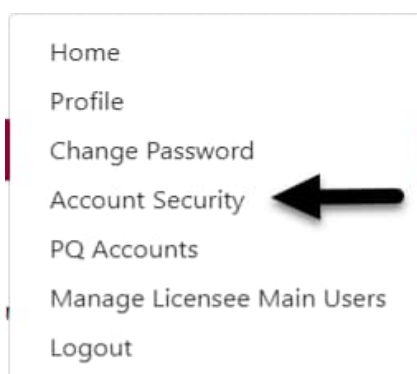 Home
Profile
Change Password
Account Security
PQ Accounts
Manage Licensee Main Users
Logout